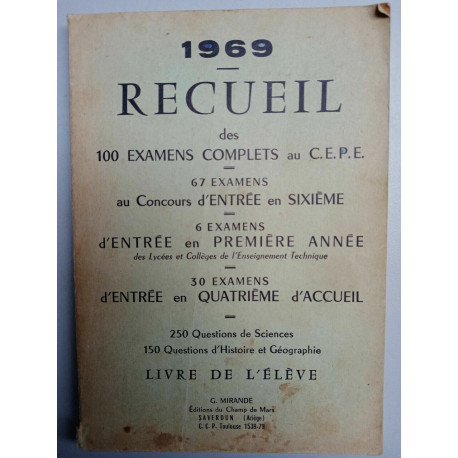 1969
RECUEIL
des
100 EXAMENS COMPLETS au C.E.P.E.
67 EXAMENS
au Concours d'ENTRÉE en SIXIÈME
6 EXAMENS
d'ENTRÉE en PREMIÈRE ANNÉE
des Lycées et Collèges de l'Enseignement Technique
30 EXAMENS
d'ENTRÉE en QUATRIÈME d'ACCUEIL
250 Questions de Sciences
150 Questions d'Histoire et Géographie
LIVRE DE L'ÉLÈVE
G. MIRANDE
Éditions du Champ de Mars
SAVERDUN (Ariège)
C.C.P. Toulouse 1539-79